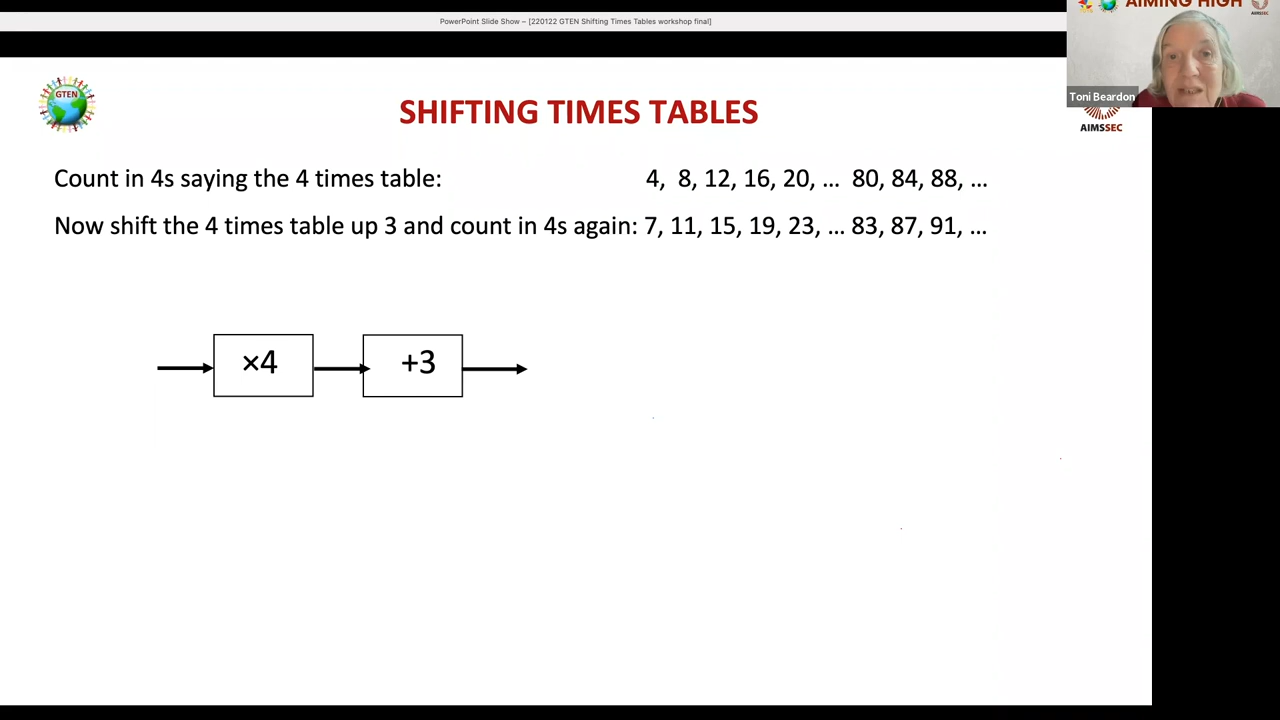 PowerPoint Slide Show – [220122 GTEN Shifting Times Tables workshop final]
AIMING HIGH
AIMSSEC
Toni Beardon
GTEN
AIMSSEC
SHIFTING TIMES TABLES
Count in 4s saying the 4 times table: 4, 8, 12, 16, 20, ... 80, 84, 88, ...
Now shift the 4 times table up 3 and count in 4s again: 7, 11, 15, 19, 23, ... 83, 87, 91, ...
×4 +3